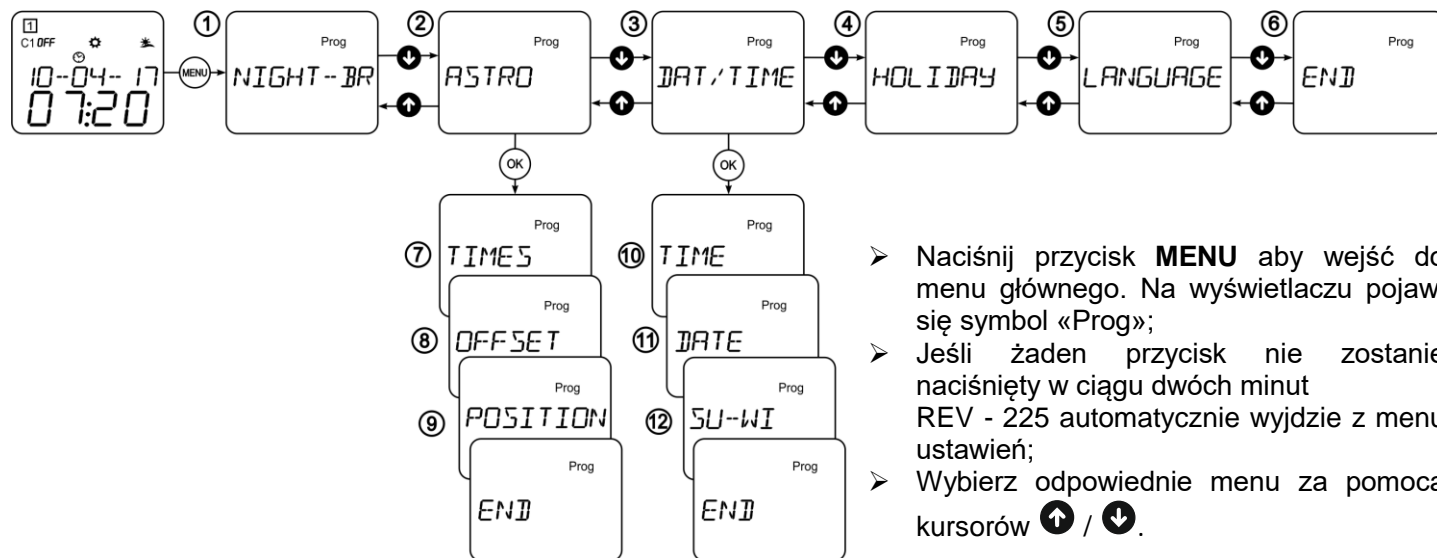 ① ② ③ ④ ⑤ ⑥
1
C1 OFF
10--04-- 17
07:20
MENU
Prog
NIGHT--BR
Prog
ASTRO
Prog
DAT/TIME
Prog
HOLIDAY
Prog
LANGUAGE
Prog
END
OK
OK
⑦
Prog
TIMES
⑧
Prog
OFFSET
⑨
Prog
POSITION
Prog
END
⑩
Prog
TIME
⑪
Prog
DATE
⑫
Prog
SU--WI
Prog
END
➢ Naciśnij przycisk MENU aby wejść do
menu głównego. Na wyświetlaczu pojaw
się symbol «Prog»;
➢ Jeśli żaden przycisk nie zostanie
naciśnięty w ciągu dwóch minut
REV - 225 automatycznie wyjdzie z menu
ustawień;
➢ Wybierz odpowiednie menu za pomocą
kursorów ↑ / ↓.